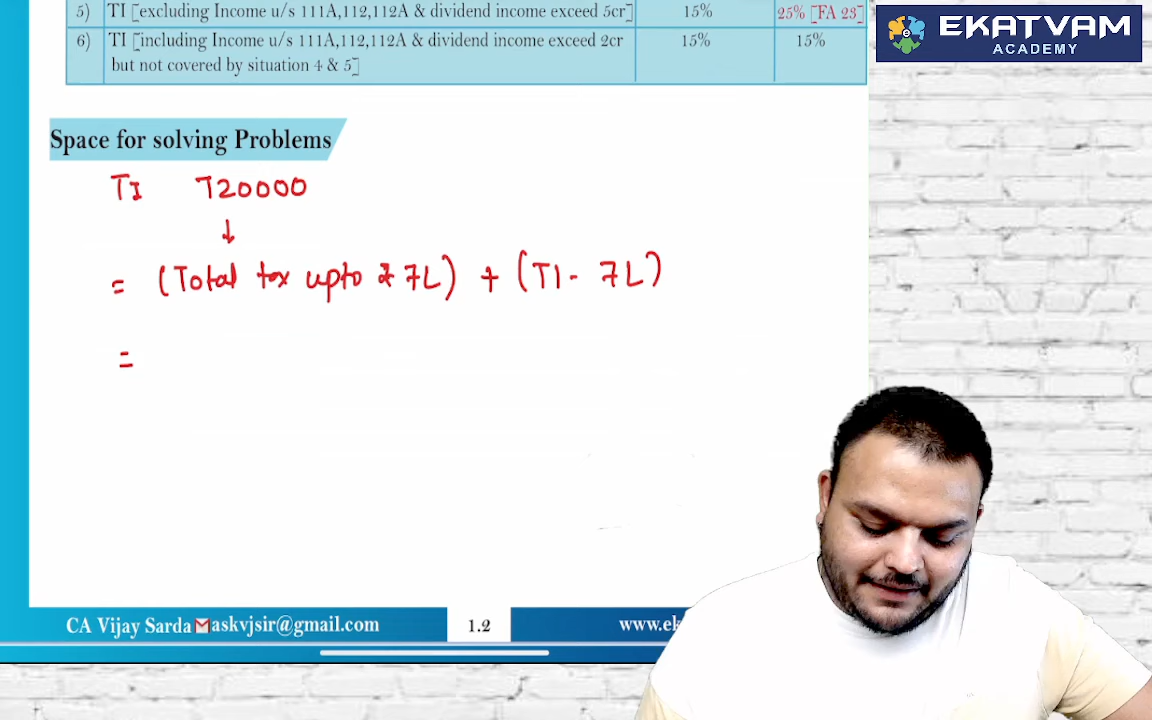 5) TI [excluding Income u/s 111A,112,112A & dividend income exceed 5cr] 15% 25% [FA 23]
6) TI [including Income u/s 111A,112,112A & dividend income exceed 2cr 15% 15%
but not covered by situation 4 & 5]
EKATVAM
ACADEMY
Space for solving Problems
TI 720000
↓
= (Total tax upto ₹ 7L) + (TI - 7L)
=
CA Vijay Sarda askvjsir@gmail.com 1.2 www.ek